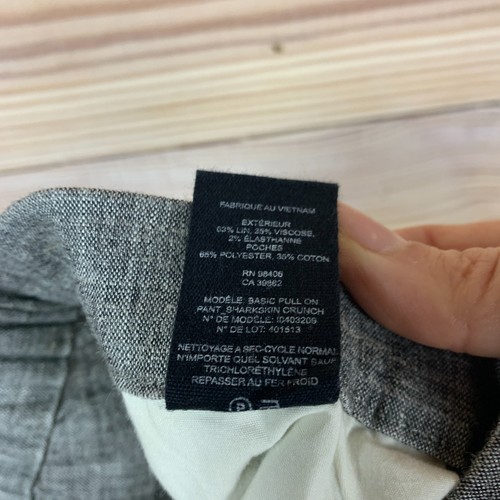 FABRIQUE AU VIETNAM
EXTÉRIEUR
63% LIN, 35% VISCOSE,
2% ÉLASTHANNE
POCHES
65% POLYESTER, 35% COTON
RN 98406
CA 39862
MODÈLE: BASIC PULL ON
PANT_SHARKSKIN CRUNCH
N° DE MODÈLE: I0403209
N° DE LOT: 401513
NETTOYAGE A SEC-CYCLE NORMAL
N'IMPORTE QUEL SOLVANT SAUF
TRICHLORÉTHYLÈNE
REPASSER AU FER FROID
P